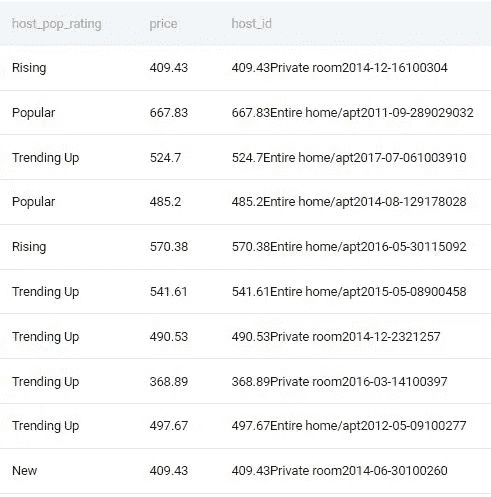 host_pop_rating price host_id
Rising 409.43 409.43Private room2014-12-16100304
Popular 667.83 667.83Entire home/apt2011-09-289029032
Trending Up 524.7 524.7Entire home/apt2017-07-061003910
Popular 485.2 485.2Entire home/apt2014-08-129178028
Rising 570.38 570.38Entire home/apt2016-05-30115092
Trending Up 541.61 541.61Entire home/apt2015-05-08900458
Trending Up 490.53 490.53Private room2014-12-2321257
Trending Up 368.89 368.89Private room2016-03-14100397
Trending Up 497.67 497.67Entire home/apt2012-05-09100277
New 409.43 409.43Private room2014-06-30100260